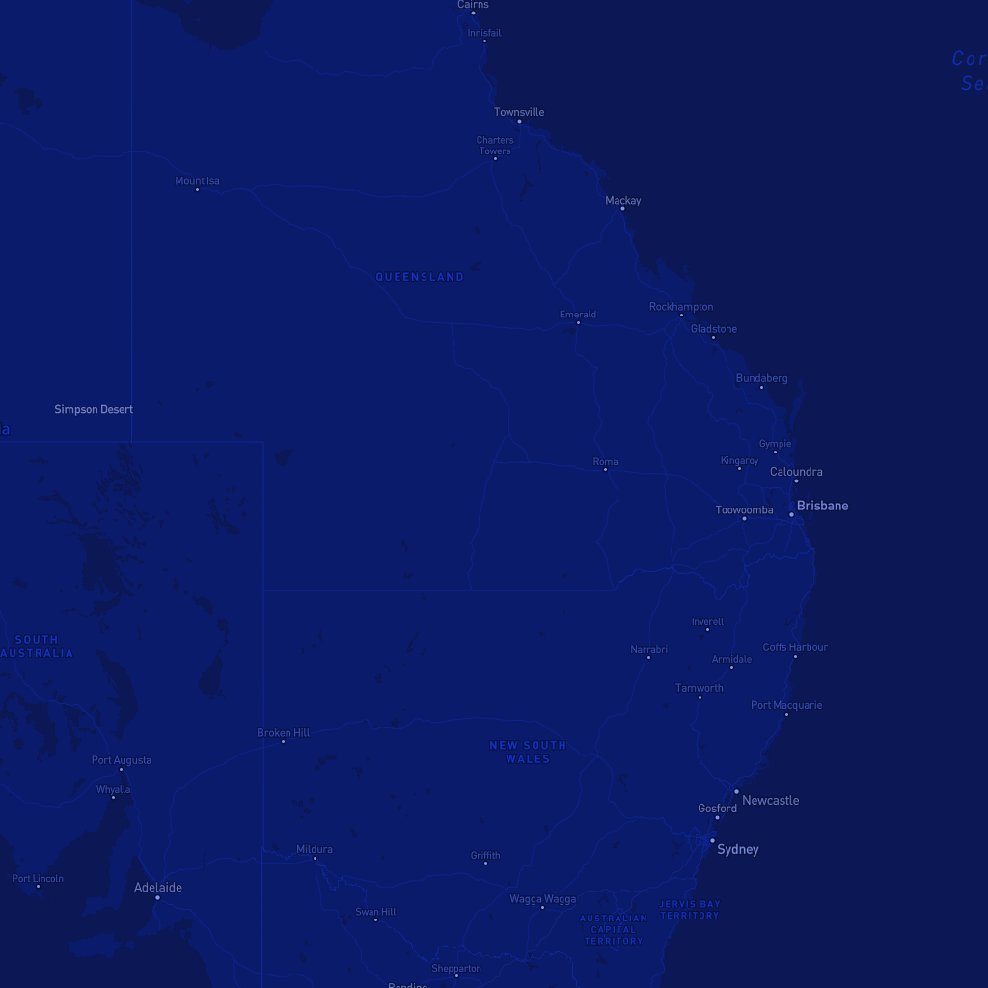 Cairns
Innisfail
Cor
Se
Townsville
Charters
Towers
Mount Isa
Mackay
QUEENSLAND
Rockhampton
Emerald
Gladstone
Bundaberg
Simpson Desert
ia
Gympie
Roma
Kingaroy
Caloundra
Toowoomba
Brisbane
Inverell
SOUTH
AUSTRALIA
Narrabri
Coffs Harbour
Armidale
Tamworth
Port Macquarie
Broken Hill
NEW SOUTH
WALES
Port Augusta
Whyalla
Newcastle
Gosford
Mildura
Sydney
Griffith
Port Lincoln
Adelaide
Wagga Wagga
JERVIS BAY
TERRITORY
Swan Hill
AUSTRALIAN
CAPITAL
TERRITORY
Shepparton
Bendigo